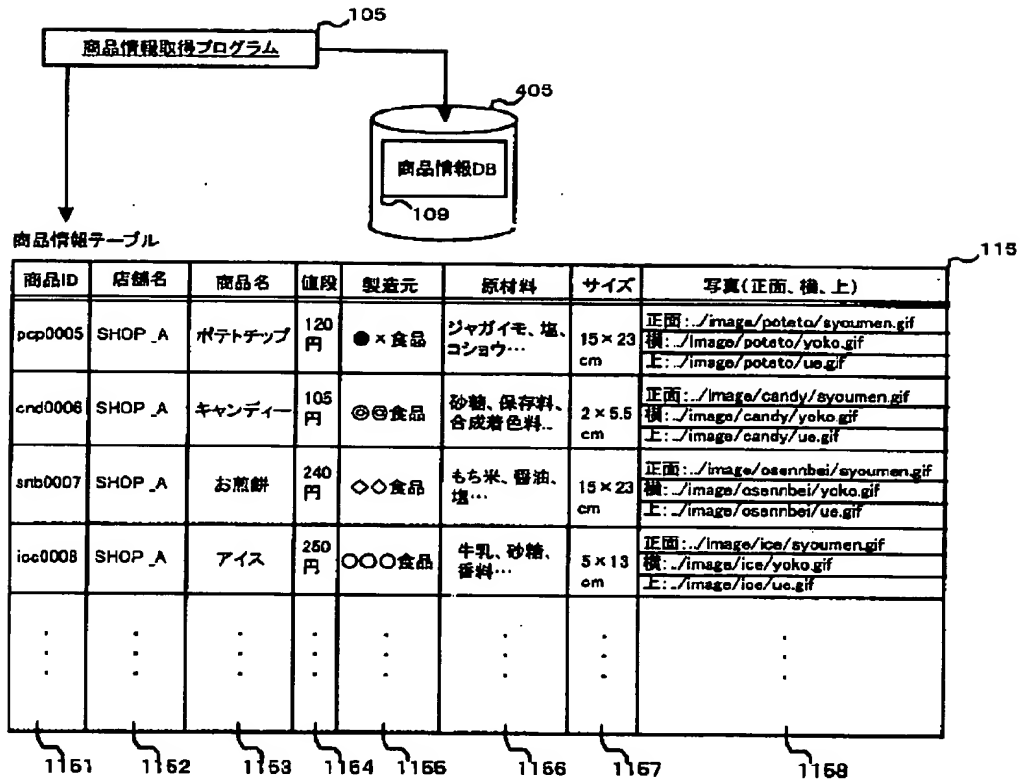 105
商品情報取得プログラム
405
商品情報DB
109
商品情報テーブル
115
商品ID 店舗名 商品名 値段 製造元 原材料 サイズ 写真(正面、横、上)
pcp0005 SHOP_A ポテトチップ 120円 ●×食品 ジャガイモ、塩、コショウ… 15×23cm 正面:../image/poteto/syoumen.gif
横:../image/poteto/yoko.gif
上:../image/poteto/ue.gif
cnd0006 SHOP_A キャンディー 105円 ◎◎食品 砂糖、保存料、合成着色料… 2×5.5cm 正面:../image/candy/syoumen.gif
横:../image/candy/yoko.gif
上:../image/candy/ue.gif
snb0007 SHOP_A お煎餅 240円 ◇◇食品 もち米、醤油、塩… 15×23cm 正面:../image/osennbei/syoumen.gif
横:../image/osennbei/yoko.gif
上:../image/osennbei/ue.gif
ice0008 SHOP_A アイス 250円 ○○○食品 牛乳、砂糖、香料… 5×13cm 正面:../image/ice/syoumen.gif
横:../image/ice/yoko.gif
上:../image/ice/ue.gif
1151 1152 1153 1154 1155 1156 1157 1158